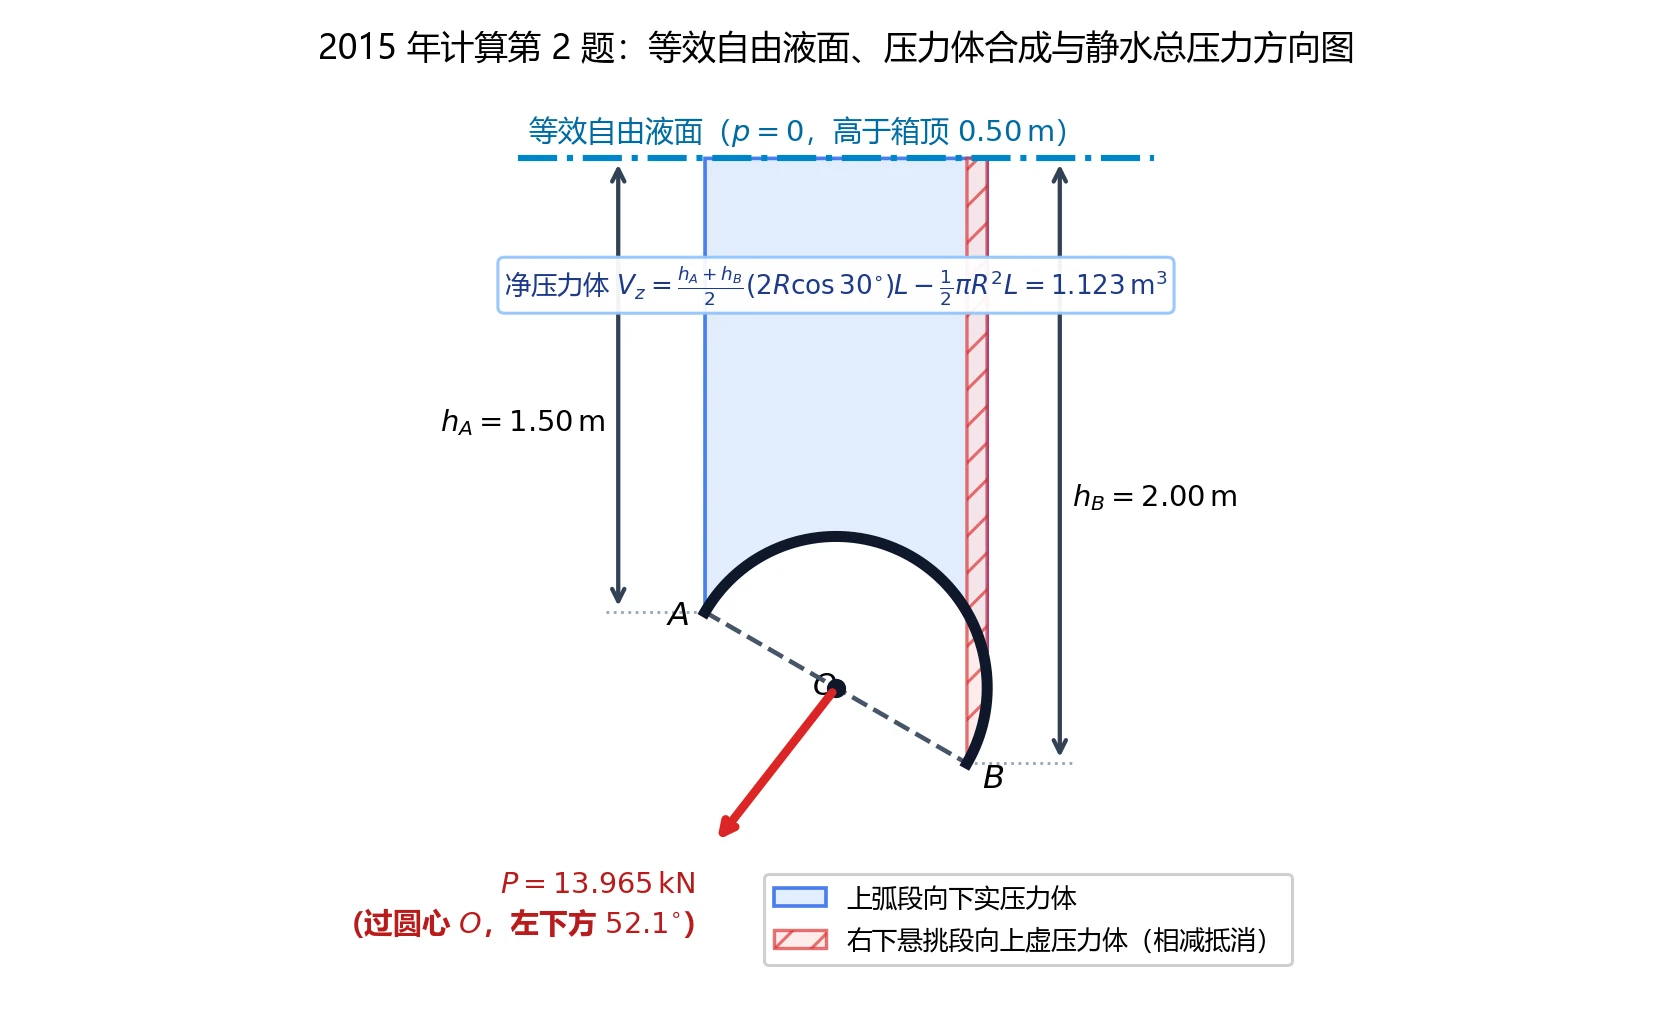 2015 年计算第 2 题：等效自由液面、压力体合成与静水总压力方向图
等效自由液面（p = 0，高于箱顶 0.50 m）
净压力体 V_z = \frac{h_A + h_B}{2}(2R cos 30°)L − \frac{1}{2}πR²L = 1.123 m³
h_A = 1.50 m
h_B = 2.00 m
A
O
B
P = 13.965 kN
(过圆心 O，左下方 52.1°)
上弧段向下实压力体
右下悬挑段向上虚压力体（相减抵消）